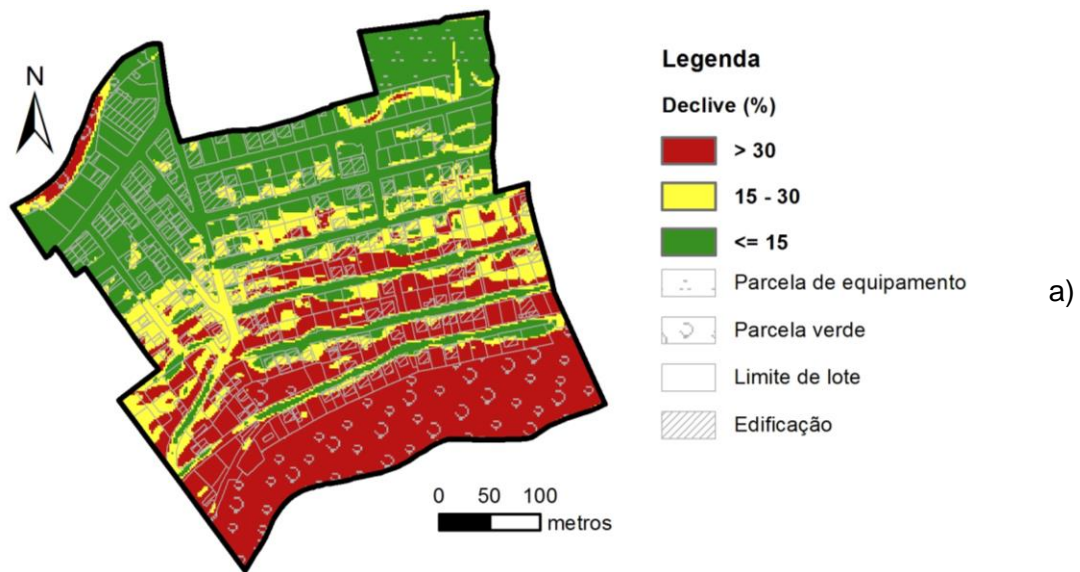 N
Legenda
Declive (%)
> 30
15 - 30
<= 15
Parcela de equipamento
a)
Parcela verde
Limite de lote
Edificação
0 50 100
metros